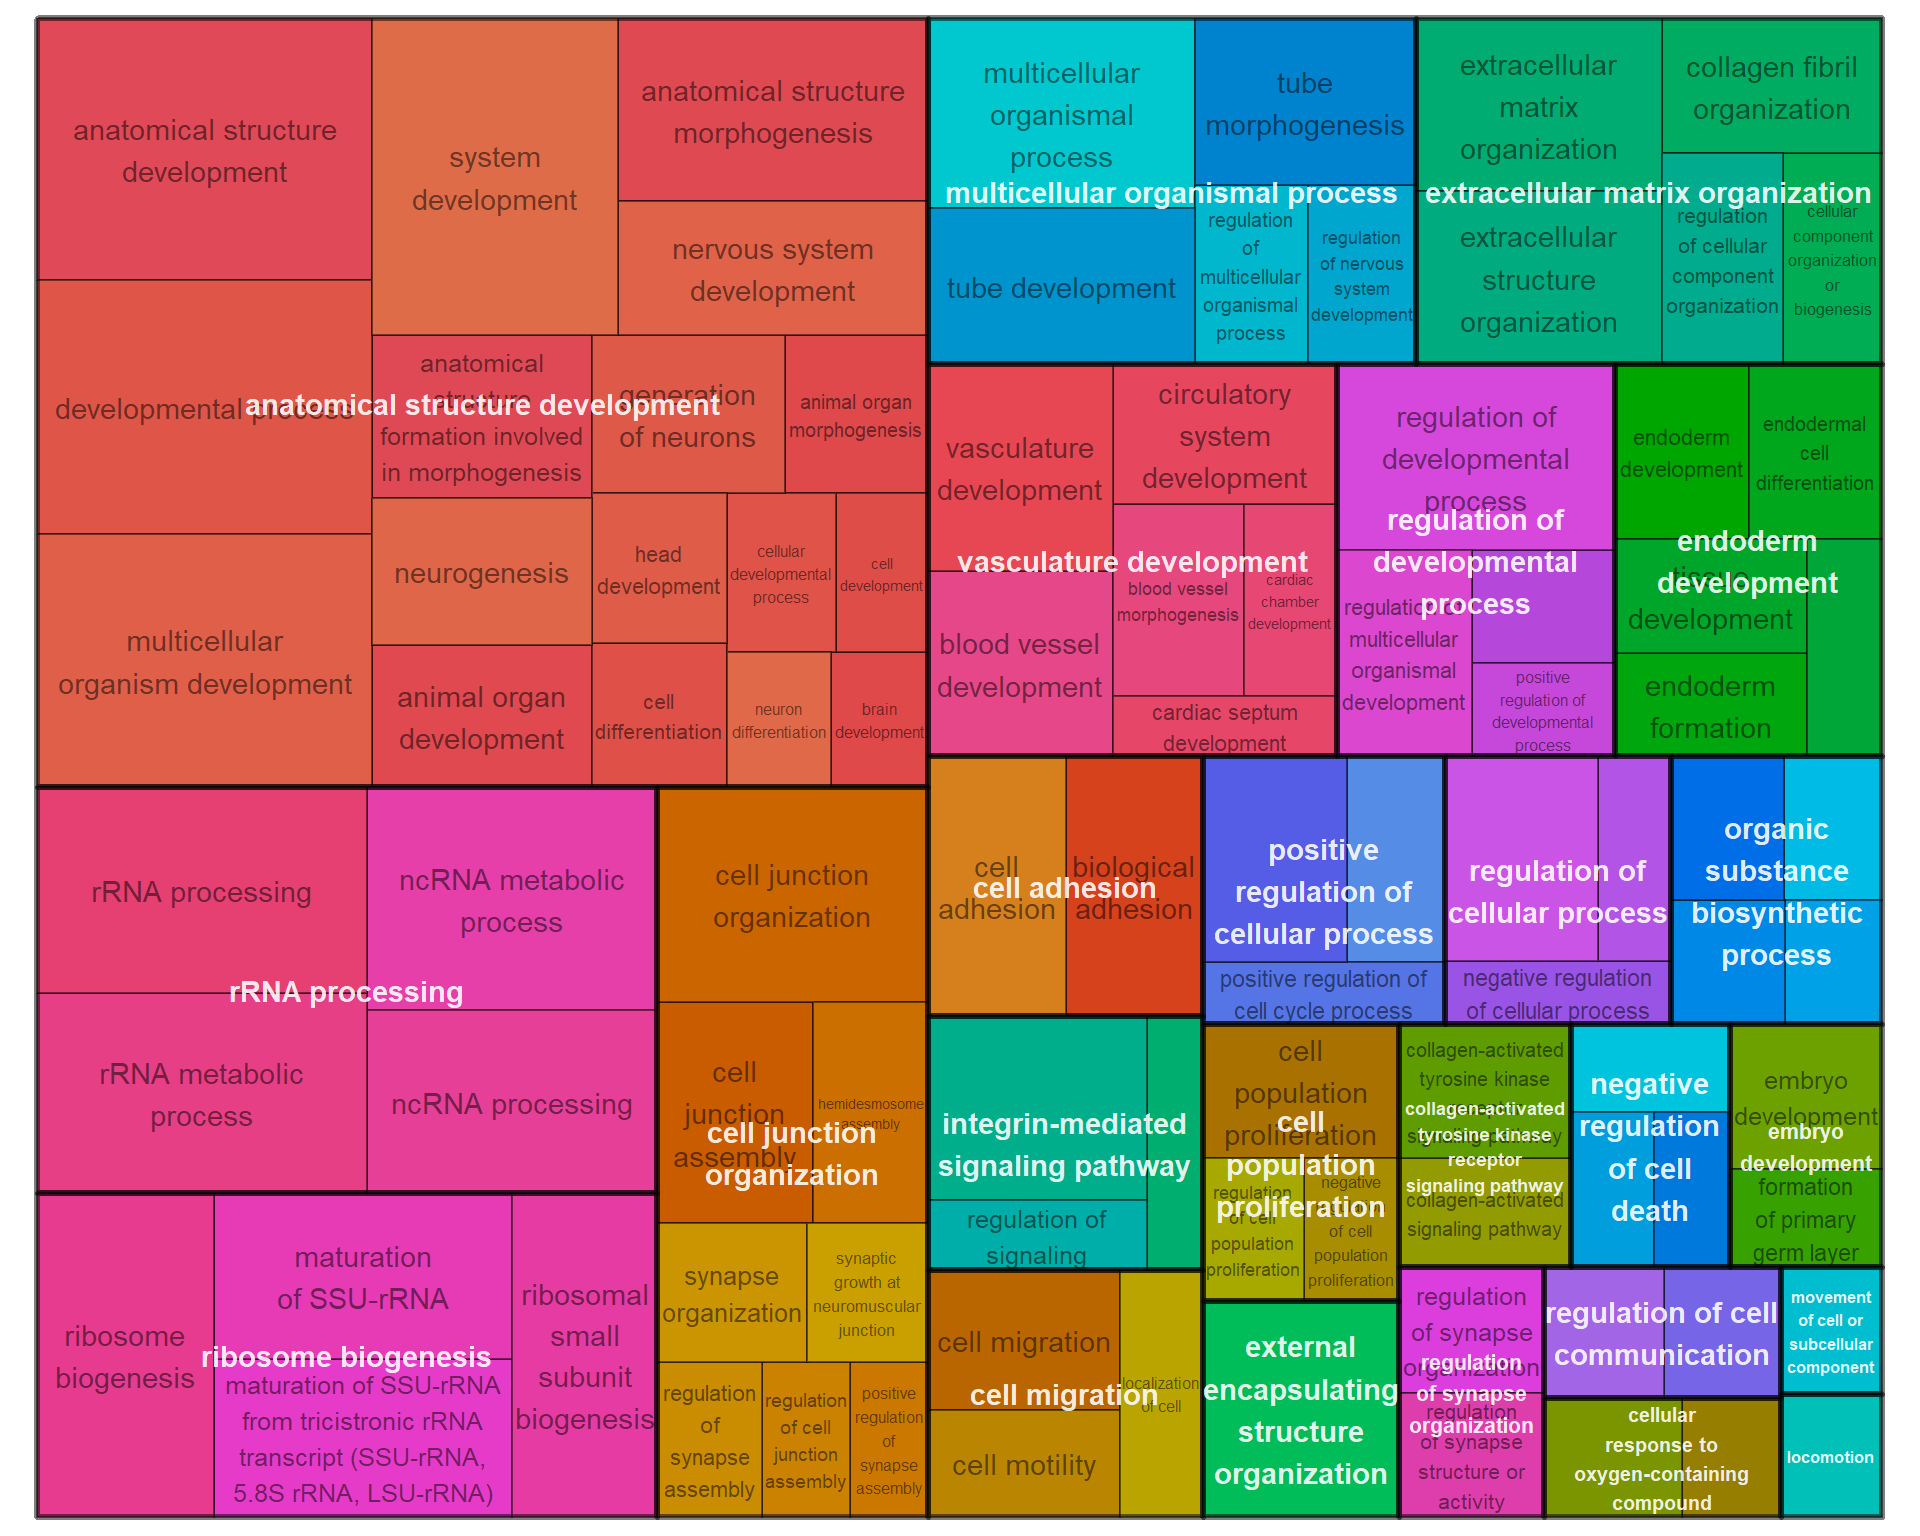 anatomical structure
development
system
development
anatomical structure
morphogenesis
nervous system
development
developmental process
anatomical structure development
anatomical
structure
formation involved
in morphogenesis
generation
of neurons
animal organ
morphogenesis
multicellular
organism development
neurogenesis
head
development
cellular
developmental
process
cell
development
animal organ
development
cell
differentiation
neuron
differentiation
brain
development
multicellular
organismal
process
tube
morphogenesis
multicellular organismal process
tube development
regulation
of
multicellular
organismal
process
regulation
of nervous
system
development
extracellular
matrix
organization
collagen fibril
organization
extracellular matrix organization
extracellular
structure
organization
regulation
of cellular
component
organization
cellular
component
organization
or
biogenesis
vasculature
development
circulatory
system
development
vasculature development
blood vessel
development
blood vessel
morphogenesis
cardiac
chamber
development
cardiac septum
development
regulation of
developmental
process
regulation of
developmental
process
regulation of
multicellular
organismal
development
positive
regulation of
developmental
process
endoderm
development
endodermal
cell
differentiation
endoderm
development
tissue
development
endoderm
formation
rRNA processing
ncRNA metabolic
process
rRNA processing
rRNA metabolic
process
ncRNA processing
ribosome
biogenesis
maturation
of SSU-rRNA
ribosome biogenesis
maturation of SSU-rRNA
from tricistronic rRNA
transcript (SSU-rRNA,
5.8S rRNA, LSU-rRNA)
ribosomal
small
subunit
biogenesis
cell junction
organization
cell
junction
assembly
hemidesmosome
assembly
cell junction
organization
synapse
organization
synaptic
growth at
neuromuscular
junction
regulation
of
synapse
assembly
regulation
of cell
junction
assembly
positive
regulation
of
synapse
assembly
cell
adhesion
biological
adhesion
cell adhesion
positive
regulation of
cellular process
positive regulation of
cell cycle process
regulation of
cellular process
negative regulation
of cellular process
organic
substance
biosynthetic
process
integrin-mediated
signaling pathway
regulation of
signaling
cell
population
proliferation
cell
population
proliferation
regulation
of cell
population
proliferation
negative
regulation
of cell
population
proliferation
collagen-activated
tyrosine kinase
receptor
signaling pathway
collagen-activated
tyrosine kinase
receptor
signaling pathway
collagen-activated
signaling pathway
negative
regulation
of cell
death
embryo
development
embryo
development
formation
of primary
germ layer
cell migration
cell migration
localization
of cell
cell motility
external
encapsulating
structure
organization
regulation
of synapse
organization
regulation
of synapse
organization
regulation
of synapse
structure or
activity
regulation of cell
communication
cellular
response to
oxygen-containing
compound
movement
of cell or
subcellular
component
locomotion